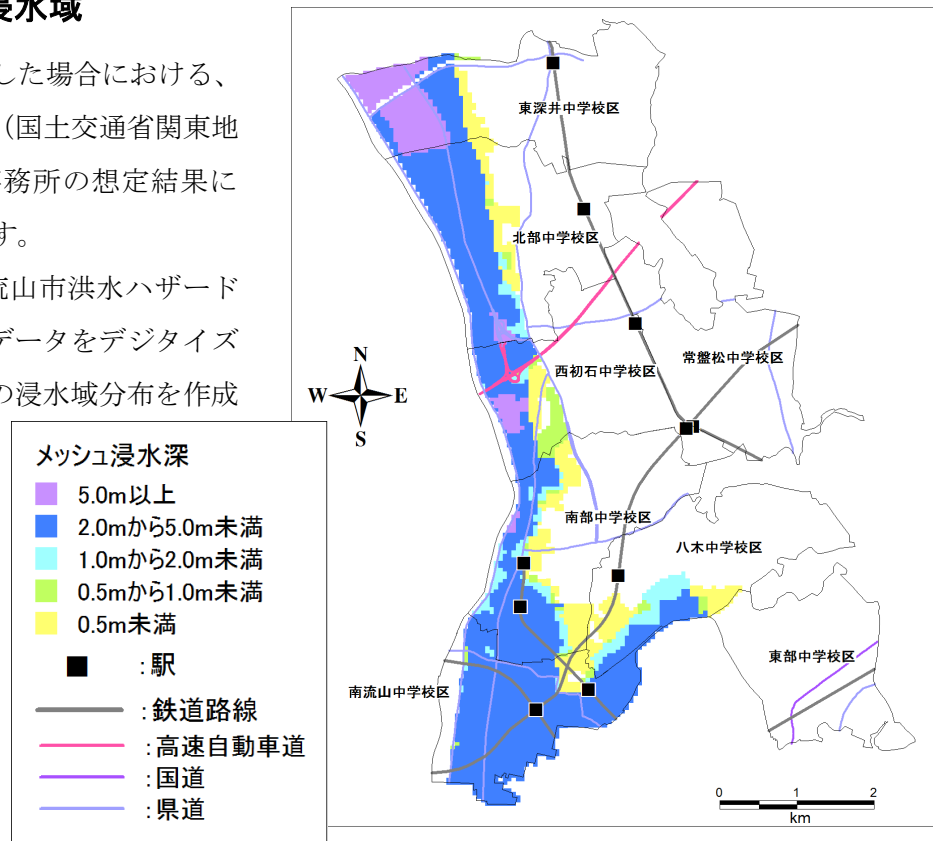 浸水域
した場合における、
（国土交通省関東地
務所の想定結果に
す。
流山市洪水ハザード
データをデジタイズ
の浸水域分布を作成
N
W
E
S
メッシュ浸水深
5.0m以上
2.0mから5.0m未満
1.0mから2.0m未満
0.5mから1.0m未満
0.5m未満
:駅
:鉄道路線
:高速自動車道
:国道
:県道
東深井中学校区
北部中学校区
西初石中学校区
常盤松中学校区
南部中学校区
八木中学校区
東部中学校区
南流山中学校区
0 1 2
km